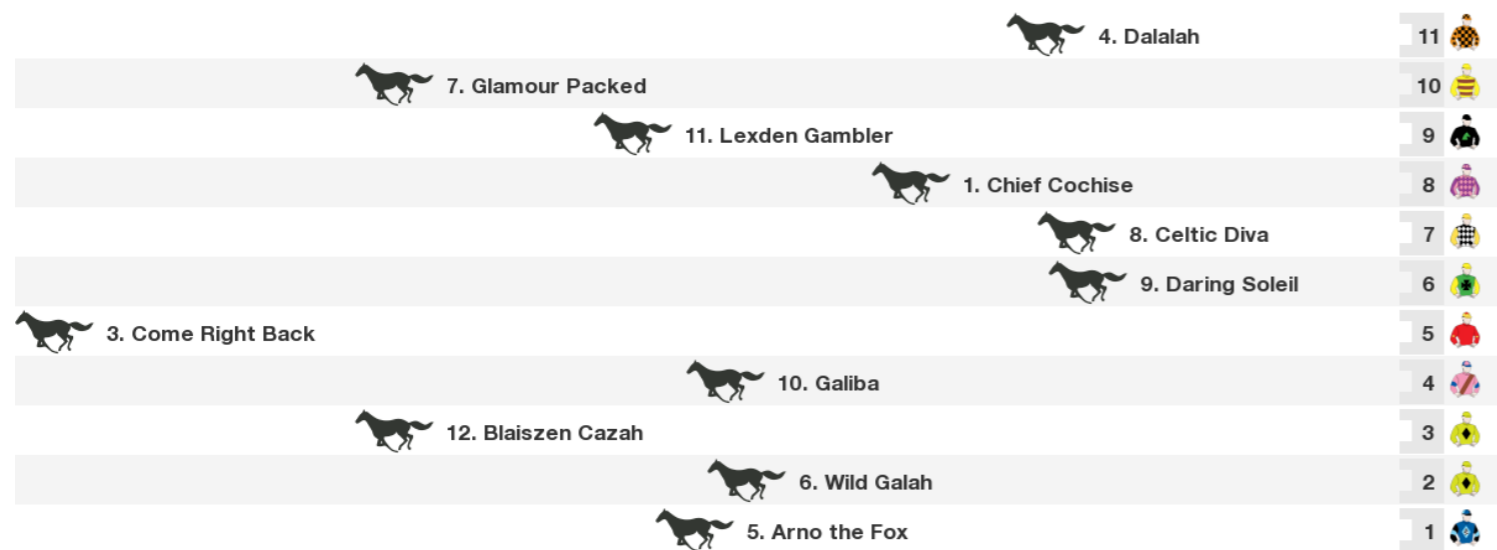 4. Dalalah 11
7. Glamour Packed 10
11. Lexden Gambler 9
1. Chief Cochise 8
8. Celtic Diva 7
9. Daring Soleil 6
3. Come Right Back 5
10. Galiba 4
12. Blaiszen Cazah 3
6. Wild Galah 2
5. Arno the Fox 1